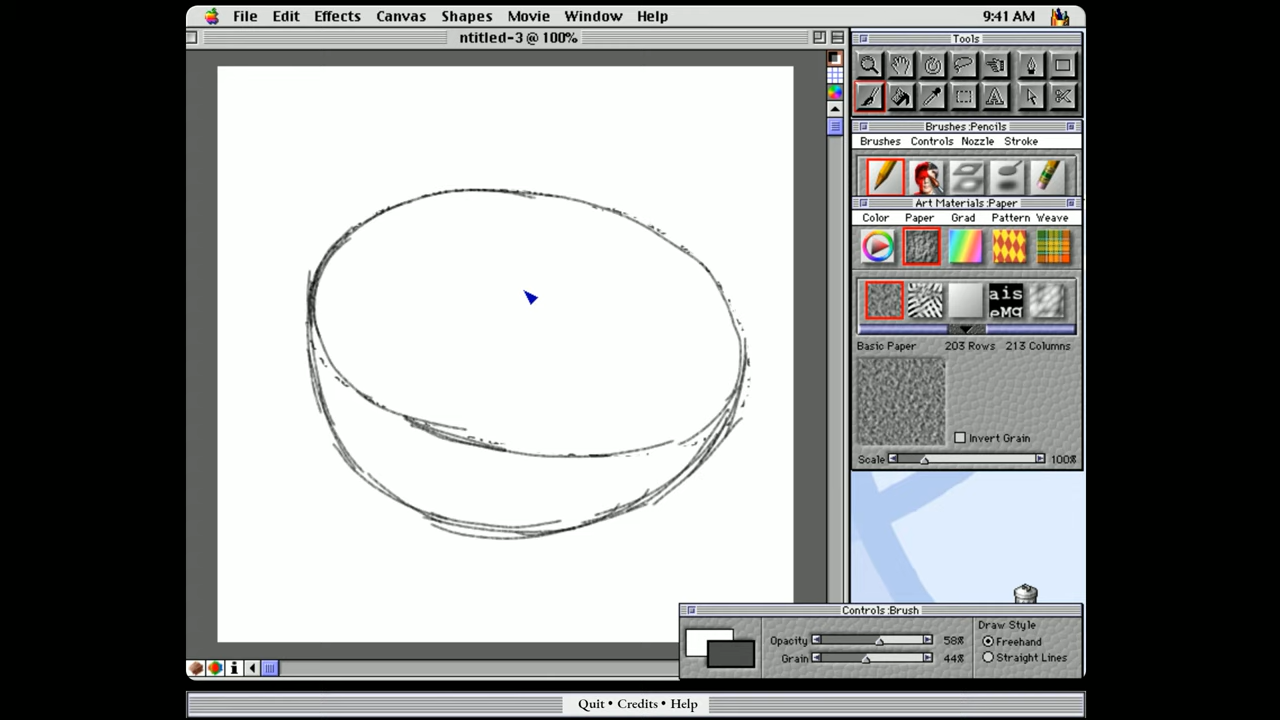 File Edit Effects Canvas Shapes Movie Window Help 9:41 AM
ntitled-3 @ 100%
Tools
Brushes :Pencils
Brushes Controls Nozzle Stroke
Art Materials :Paper
Color Paper Grad Pattern Weave
ais
Basic Paper 203 Rows 213 Columns
Invert Grain
Scale 100%
Controls :Brush
Opacity 58%
Grain 44%
Draw Style
Freehand
Straight Lines
Quit • Credits • Help